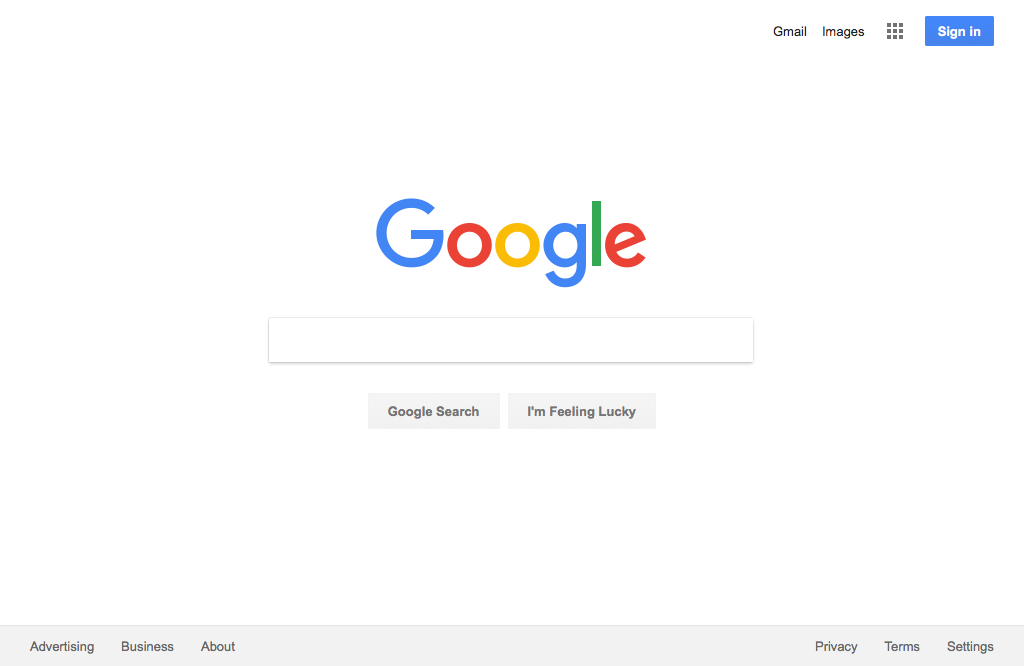 Gmail Images Sign in
Google
Google Search I'm Feeling Lucky
Advertising Business About Privacy Terms Settings